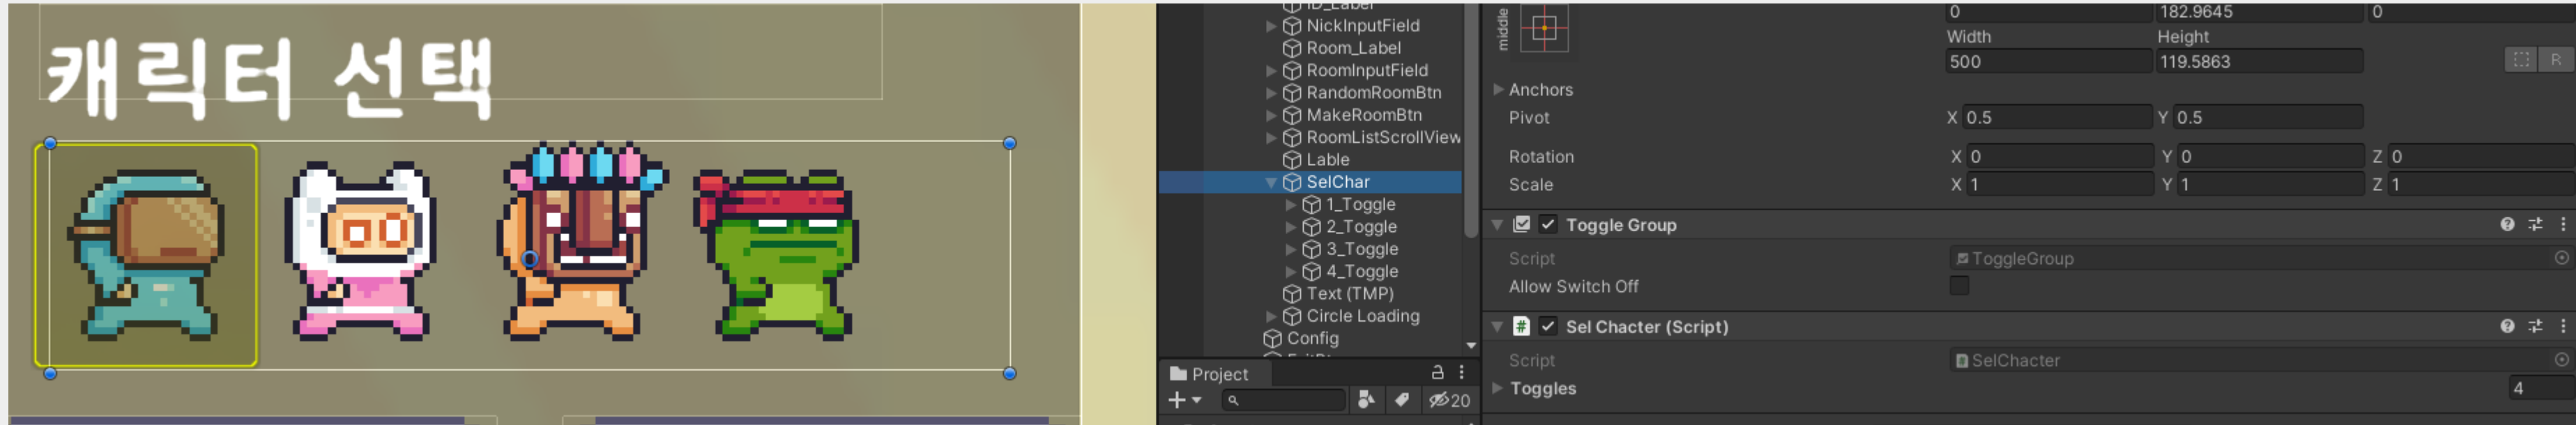 캐릭터 선택
ID_Label
NickInputField
Room_Label
RoomInputField
RandomRoomBtn
MakeRoomBtn
RoomListScrollView
Lable
SelChar
1_Toggle
2_Toggle
3_Toggle
4_Toggle
Text (TMP)
Circle Loading
Config
Project
20
middle
0 182.9645 0
Width Height
500 119.5863
R
Anchors
Pivot X 0.5 Y 0.5
Rotation X 0 Y 0 Z 0
Scale X 1 Y 1 Z 1
Toggle Group
Script ToggleGroup
Allow Switch Off
# Sel Chacter (Script)
Script SelChacter
Toggles 4